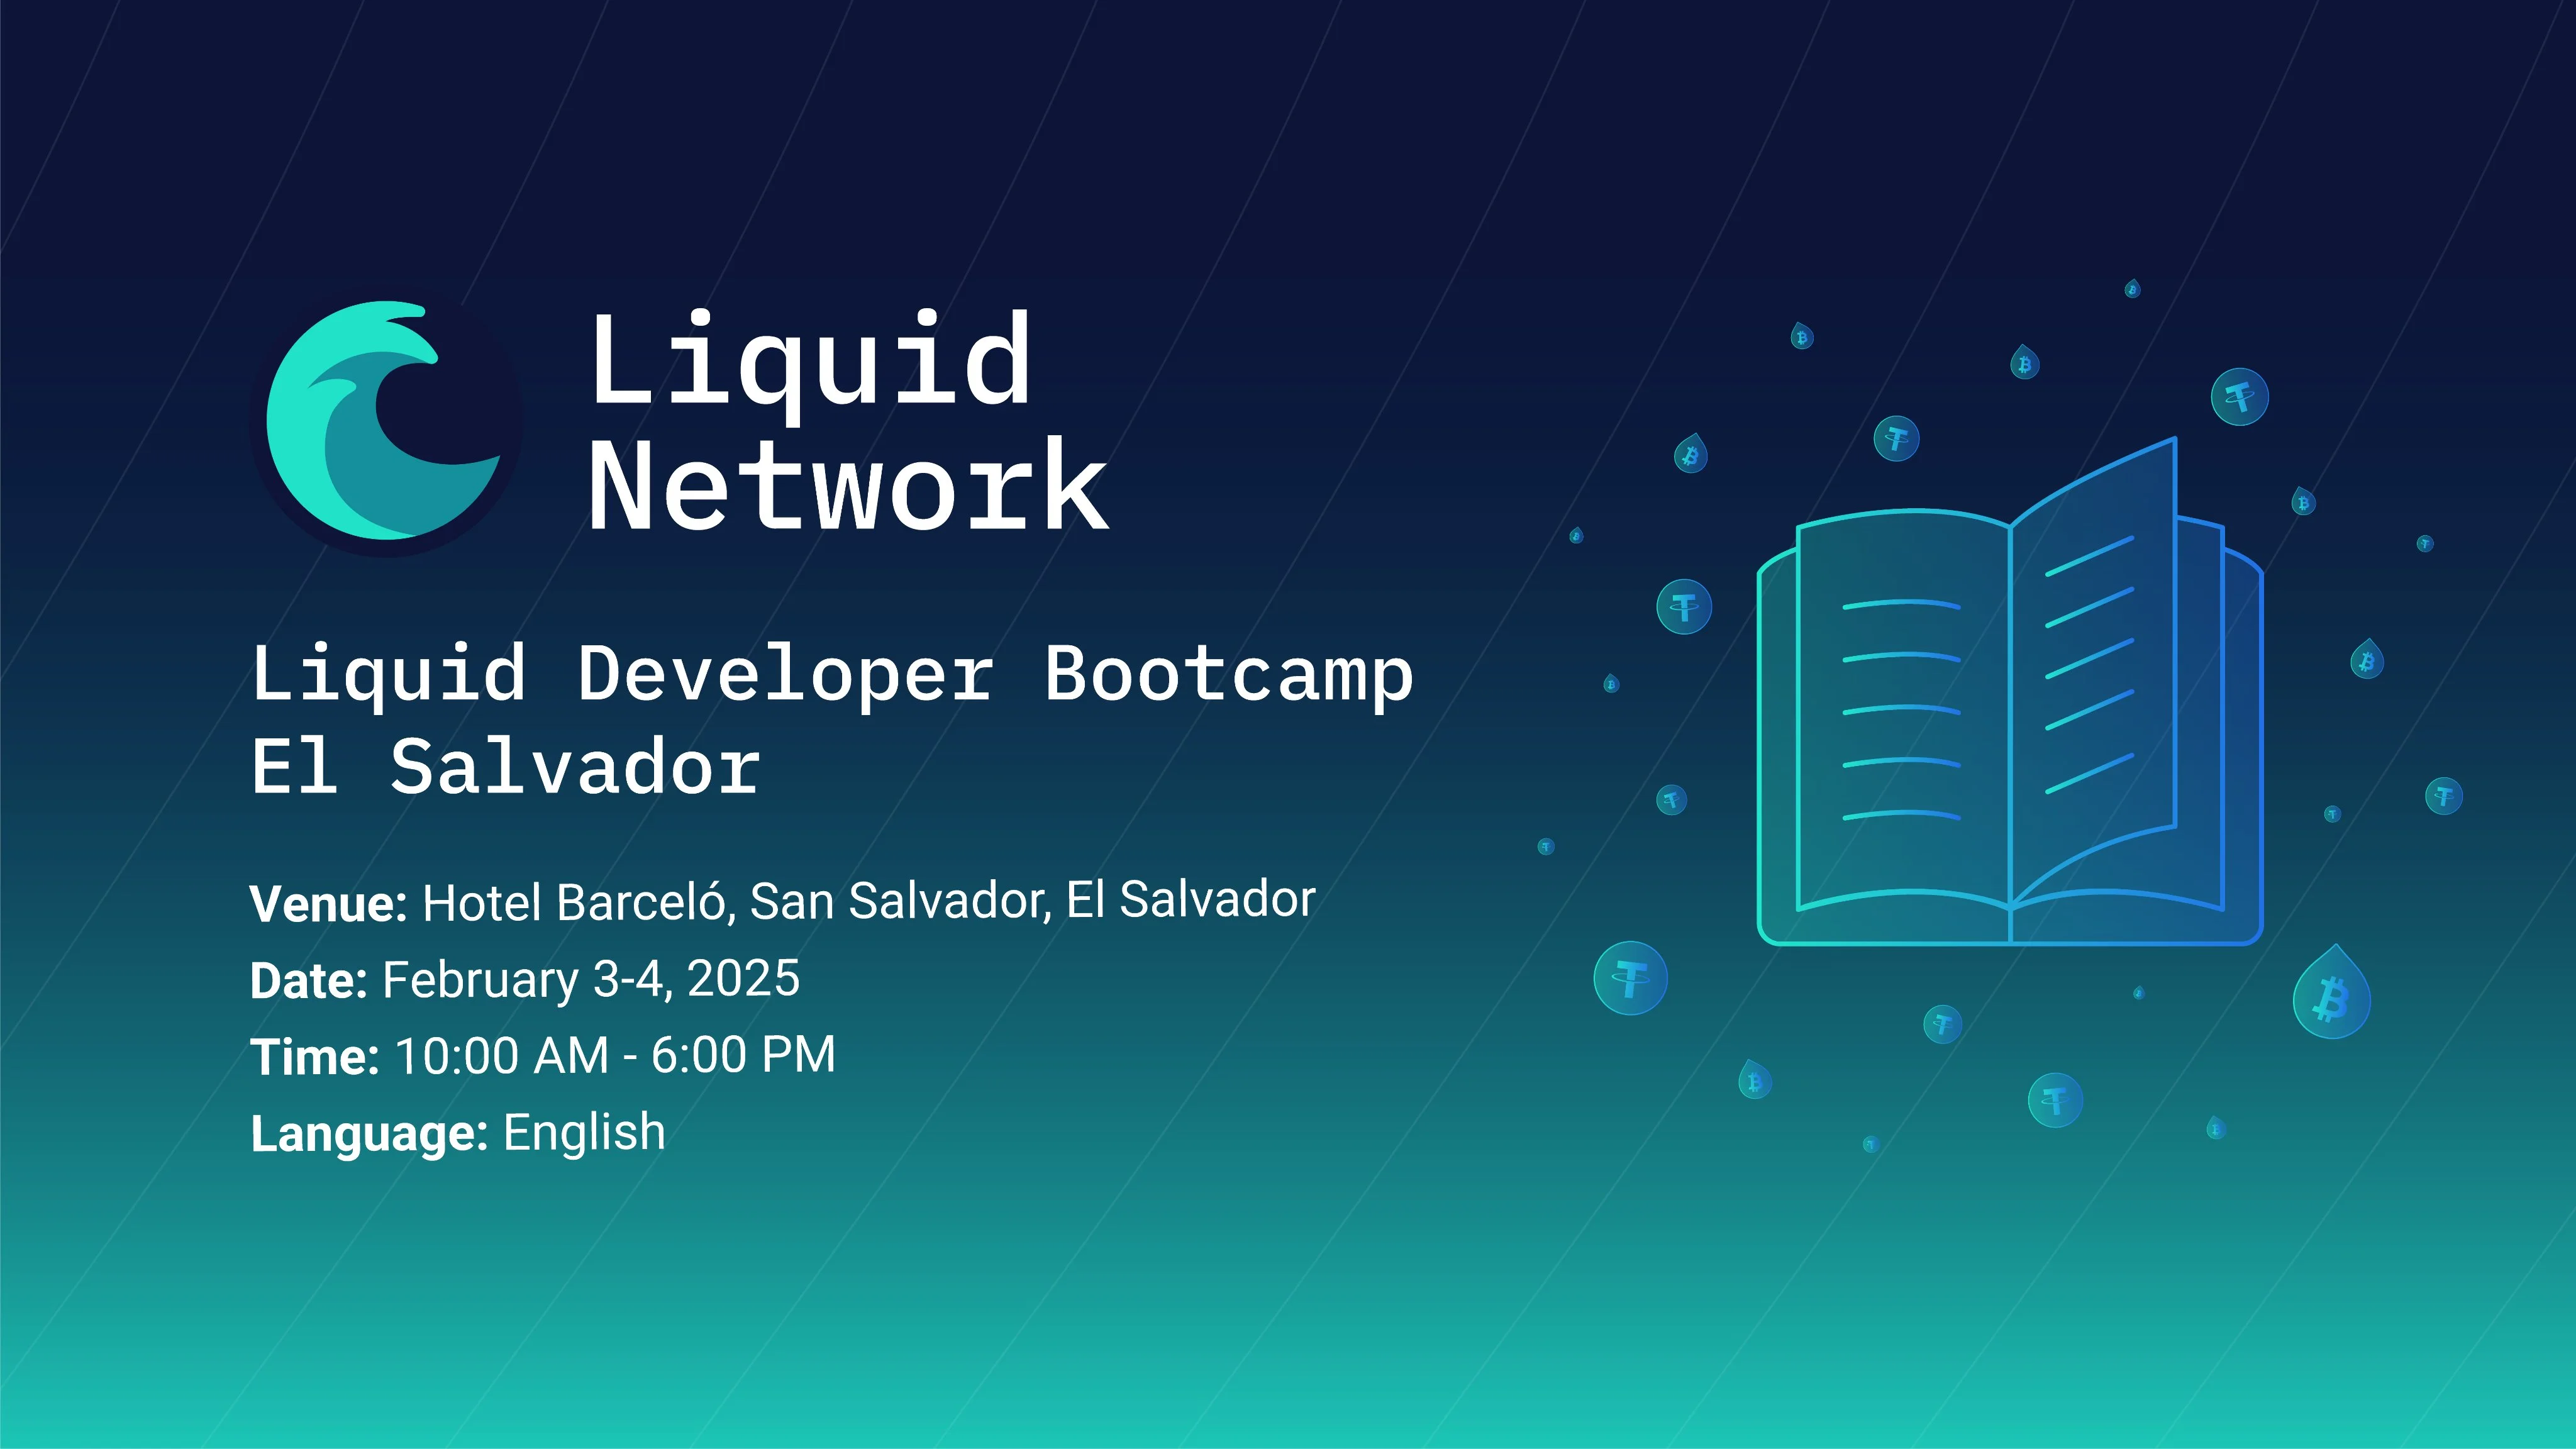 Liquid
Network
Liquid Developer Bootcamp
El Salvador
Venue: Hotel Barceló, San Salvador, El Salvador
Date: February 3-4, 2025
Time: 10:00 AM - 6:00 PM
Language: English